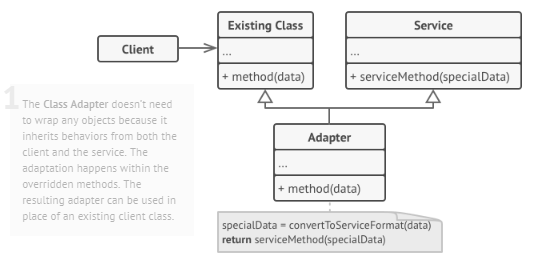 Existing Class
Service
Client
...
...
+ method(data)
+ serviceMethod(specialData)
1
The Class Adapter doesn't need
to wrap any objects because it
inherits behaviors from both the
client and the service. The
adaptation happens within the
overridden methods. The
resulting adapter can be used in
place of an existing client class.
Adapter
...
+ method(data)
specialData = convertToServiceFormat(data)
return serviceMethod(specialData)